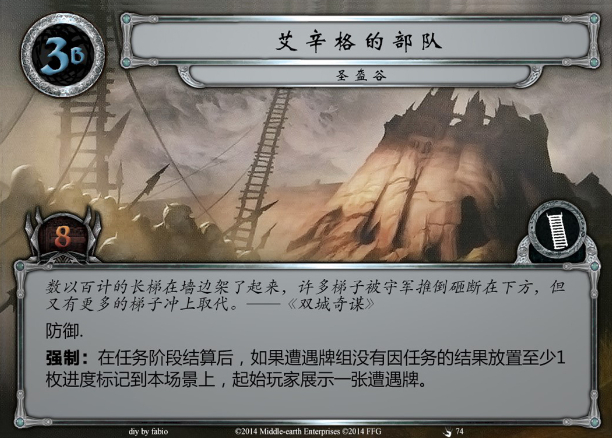 3B
艾辛格的部队
圣盔谷
8
数以百计的长梯在墙边架了起来，许多梯子被守军推倒砸断在下方，但
又有更多的梯子冲上取代。——《双城奇谋》
防御.
强制：在任务阶段结算后，如果遭遇牌组没有因任务的结果放置至少1
枚进度标记到本场景上，起始玩家展示一张遭遇牌。
diy by fabio ©2014 Middle-earth Enterprises ©2014 FFG 74